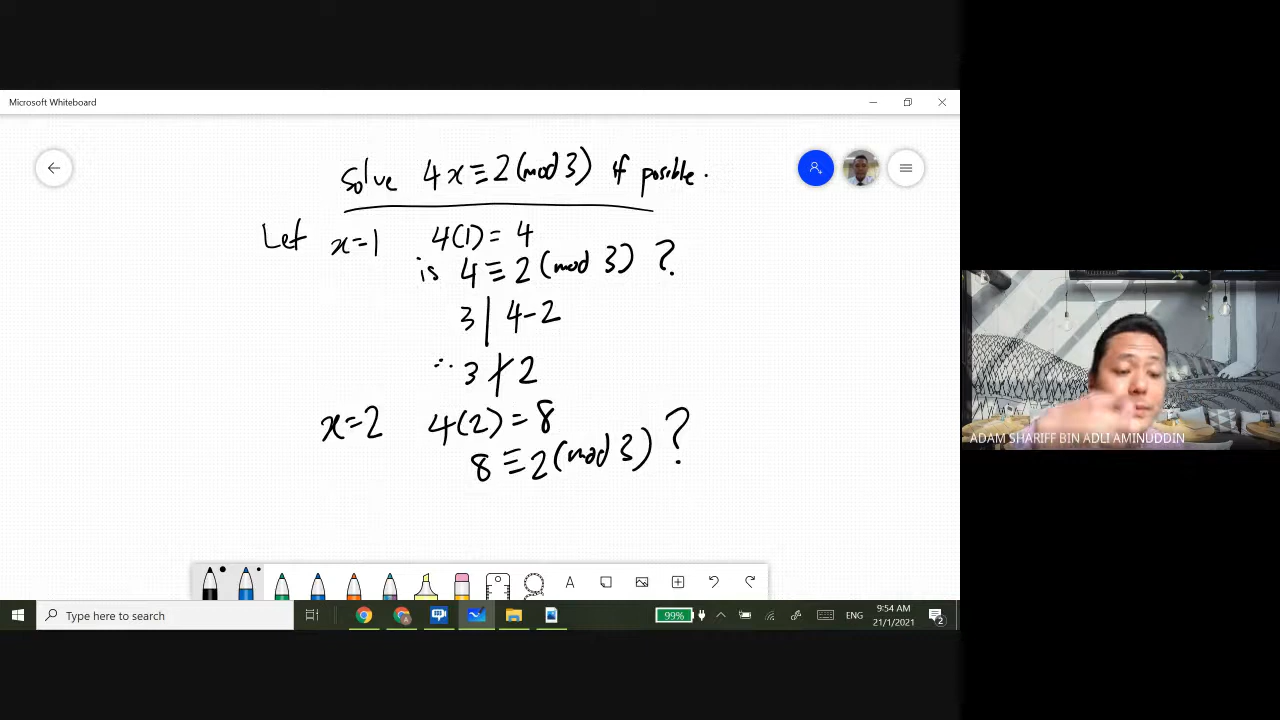 Microsoft Whiteboard
Solve 4x ≡ 2 (mod 3) if posible.
Let x=1 4(1) = 4
is 4 ≡ 2 (mod 3) ?
3 | 4-2
∴ 3 ∤ 2
x=2 4(2) = 8
8 ≡ 2 (mod 3) ?
ADAM SHARIFF BIN ADLI AMINUDDIN
A
Type here to search
99%
ENG
9:54 AM
21/1/2021
2